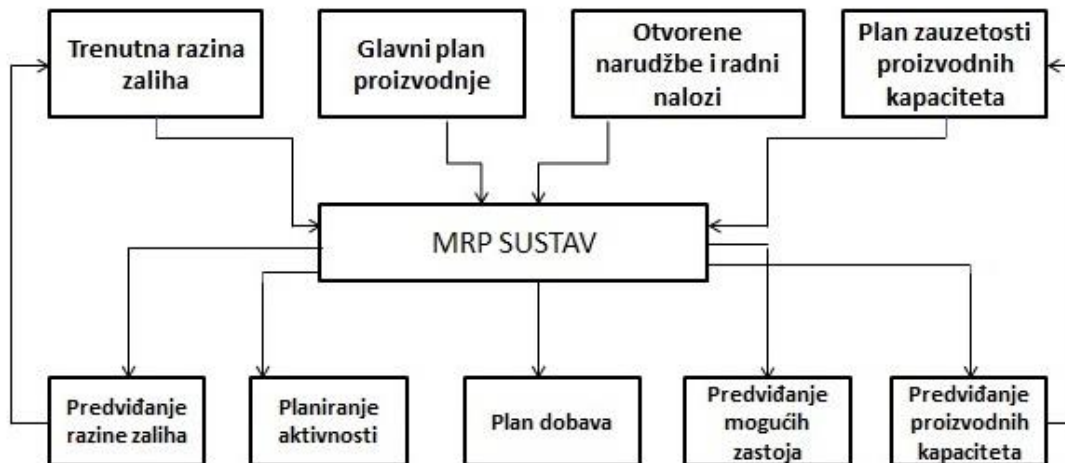 Trenutna razina
zaliha
Glavni plan
proizvodnje
Otvorene
narudžbe i radni
nalozi
Plan zauzetosti
proizvodnih
kapaciteta
MRP SUSTAV
Predviđanje
razine zaliha
Planiranje
aktivnosti
Plan dobava
Predviđanje
mogućih
zastoja
Predviđanje
proizvodnih
kapaciteta